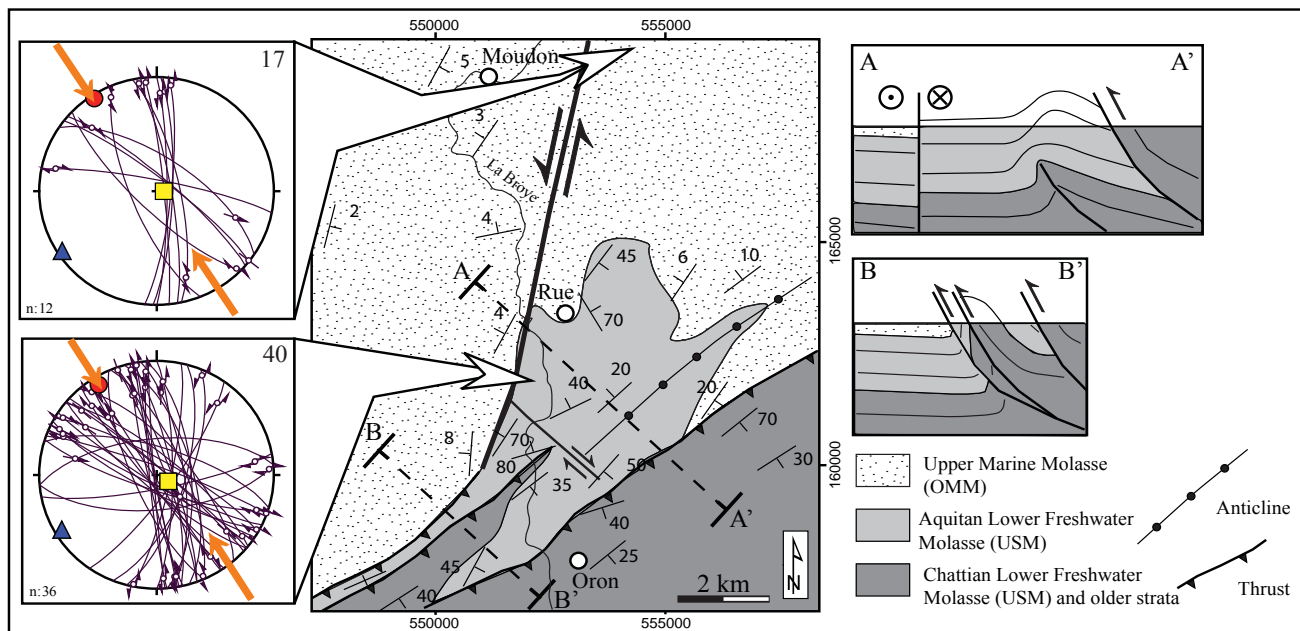 550000
555000
17
n:12
40
n:36
5
Moudon
3
La Broye
2
4
A
4
Rue
45
6
10
70
165000
20
40
20
B
8
70
70
80
50
30
35
A'
160000
40
45
25
Oron
40
B'
2 km
N
550000
555000
A
A'
B
B'
Upper Marine Molasse
(OMM)
Aquitan Lower Freshwater
Molasse (USM)
Chattian Lower Freshwater
Molasse (USM) and older strata
Anticline
Thrust